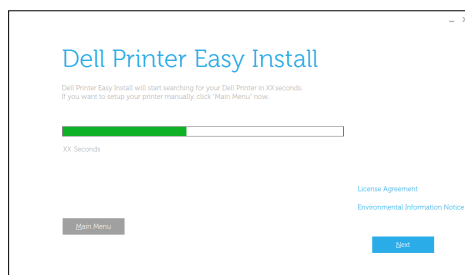 Dell Printer Easy Install
Dell Printer Easy Install will start searching for your Dell Printer in XX seconds.
If you want to setup your printer manually, click "Main Menu" now.
XX Seconds
License Agreement
Environmental Information Notice
Main Menu
Next